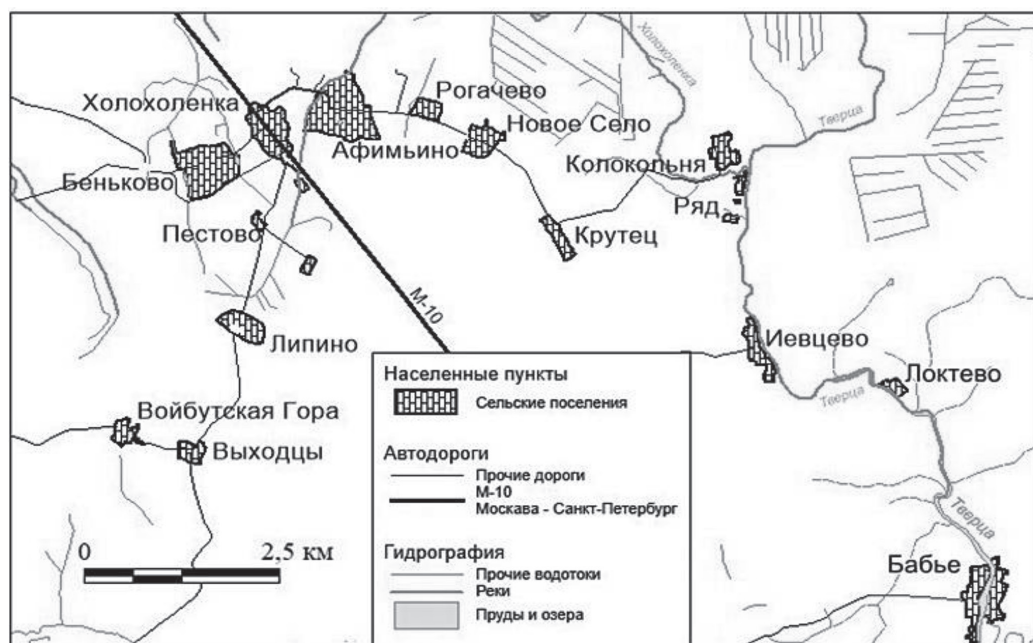 Холохоленка
Тверца
Холохоленка
Рогачево
Новое Село
Афимьино
Колокольня
Беньково
Ряд
Пестово
Крутец
М-10
Иевцево
Липино
Локтево
Тверца
Войбутская Гора
Выходцы
Тверца
Бабье
0 2,5 км
Населенные пункты
Сельские поселения
Автодороги
Прочие дороги
М-10
Москава - Санкт-Петербург
Гидрография
Прочие водотоки
Реки
Пруды и озера